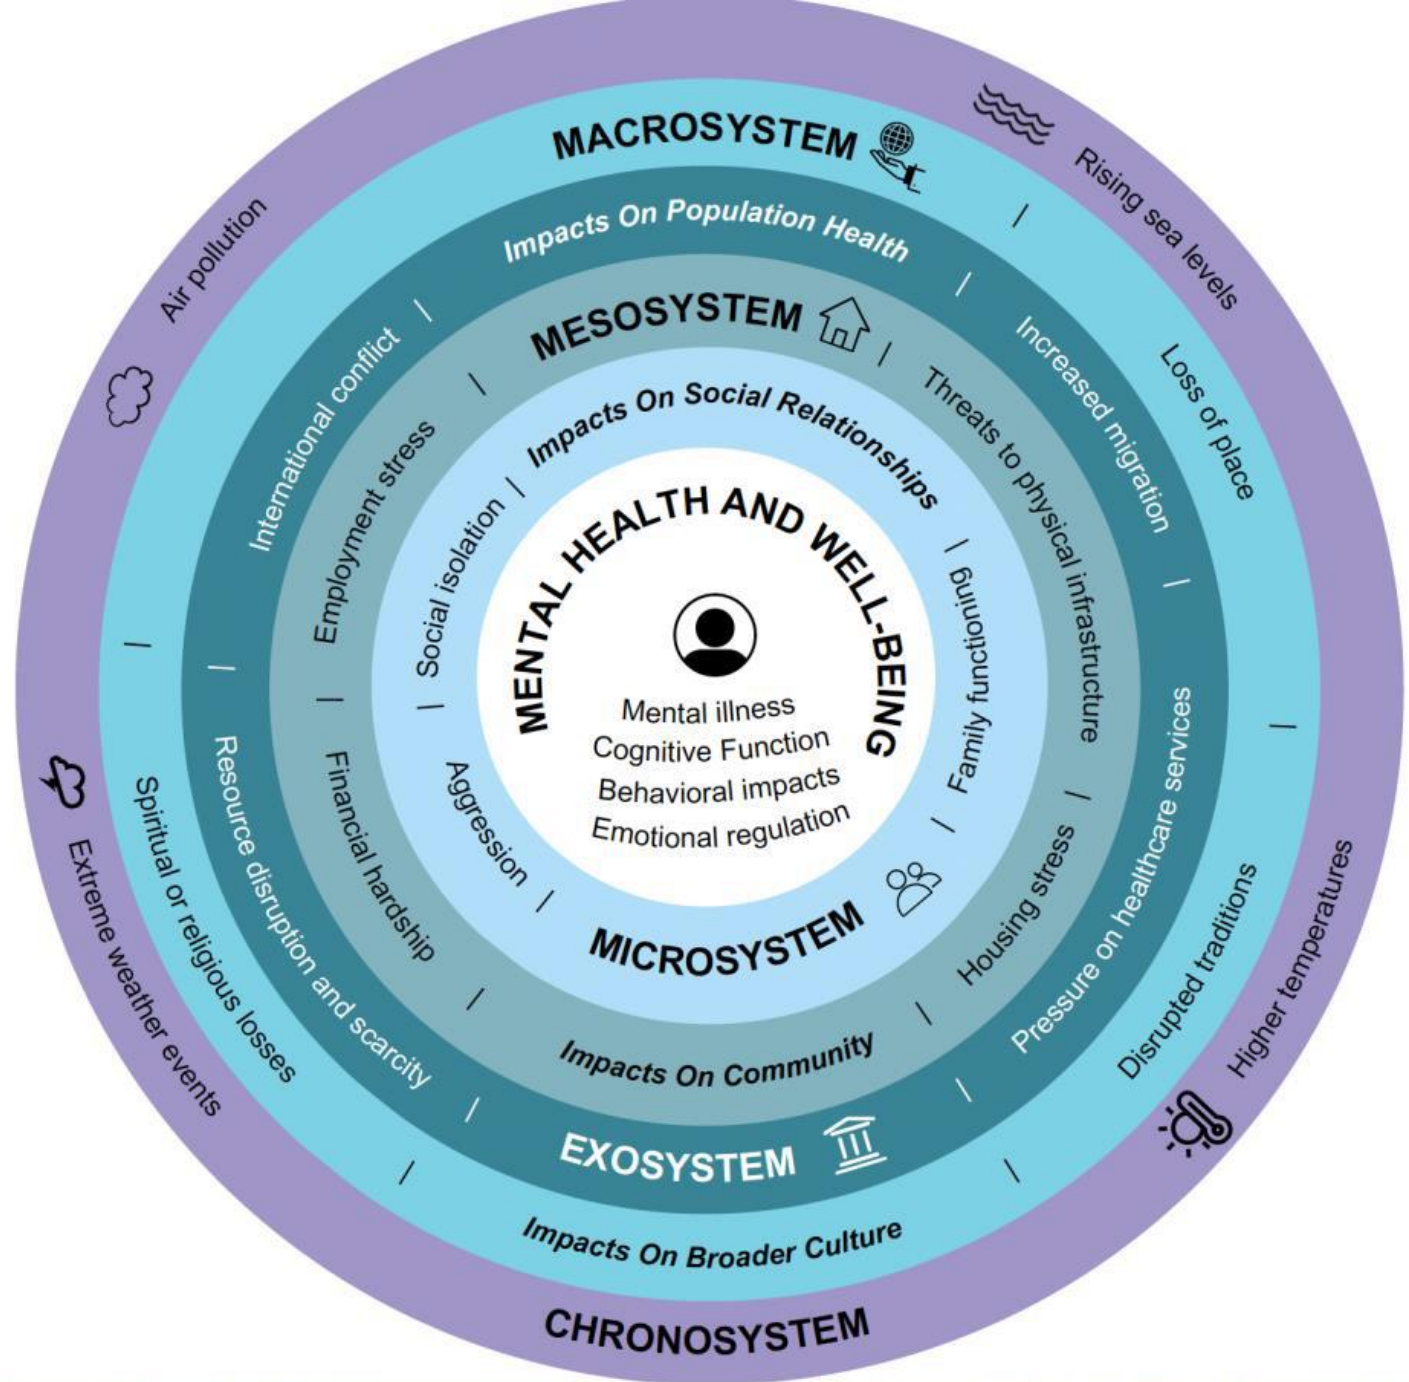 CHRONOSYSTEM
Air pollution
Rising sea levels
Higher temperatures
Extreme weather events
MACROSYSTEM
Loss of place
Disrupted traditions
Impacts On Broader Culture
Spiritual or religious losses
Impacts On Population Health
Increased migration
Pressure on healthcare services
EXOSYSTEM
Resource disruption and scarcity
International conflict
MESOSYSTEM
Threats to physical infrastructure
Housing stress
Impacts On Community
Financial hardship
Employment stress
Impacts On Social Relationships
Family functioning
MICROSYSTEM
Aggression
Social isolation
MENTAL HEALTH AND WELL-BEING
Mental illness
Cognitive Function
Behavioral impacts
Emotional regulation